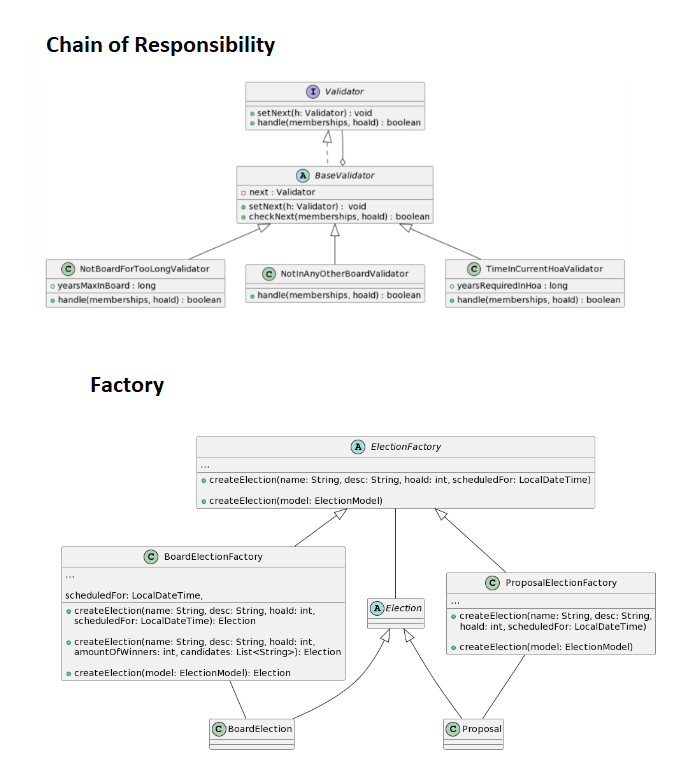 Chain of Responsibility
I Validator
setNext(h: Validator) : void
handle(memberships, hoaId) : boolean
A BaseValidator
next : Validator
setNext(h: Validator) : void
checkNext(memberships, hoaId) : boolean
C NotBoardForTooLongValidator
yearsMaxInBoard : long
handle(memberships, hoaId) : boolean
C NotInAnyOtherBoardValidator
handle(memberships, hoaId) : boolean
C TimeInCurrentHoaValidator
yearsRequiredInHoa : long
handle(memberships, hoaId) : boolean
Factory
A ElectionFactory
...
createElection(name: String, desc: String, hoaId: int, scheduledFor: LocalDateTime)
createElection(model: ElectionModel)
C BoardElectionFactory
...
scheduledFor: LocalDateTime,
createElection(name: String, desc: String, hoaId: int,
scheduledFor: LocalDateTime): Election
createElection(name: String, desc: String, hoaId: int,
amountOfWinners: int, candidates: List<String>): Election
createElection(model: ElectionModel): Election
A Election
C ProposalElectionFactory
...
createElection(name: String, desc: String,
hoaId: int, scheduledFor: LocalDateTime)
createElection(model: ElectionModel)
C BoardElection
C Proposal